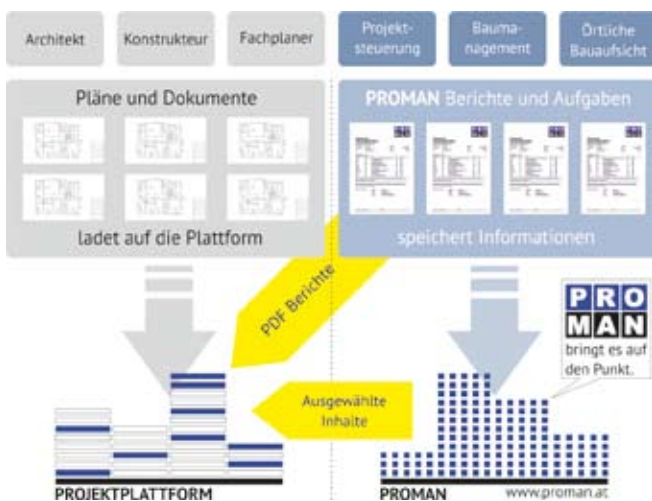 Architekt
Konstrukteur
Fachplaner
Projekt-
steuerung
Bauma-
nagement
Örtliche
Bauaufsicht
Pläne und Dokumente
ladet auf die Plattform
PROMAN Berichte und Aufgaben
speichert Informationen
PDF Berichte
Ausgewählte
Inhalte
PRO
MAN
bringt es auf
den Punkt.
PROJEKTPLATTFORM
PROMAN
www.proman.at